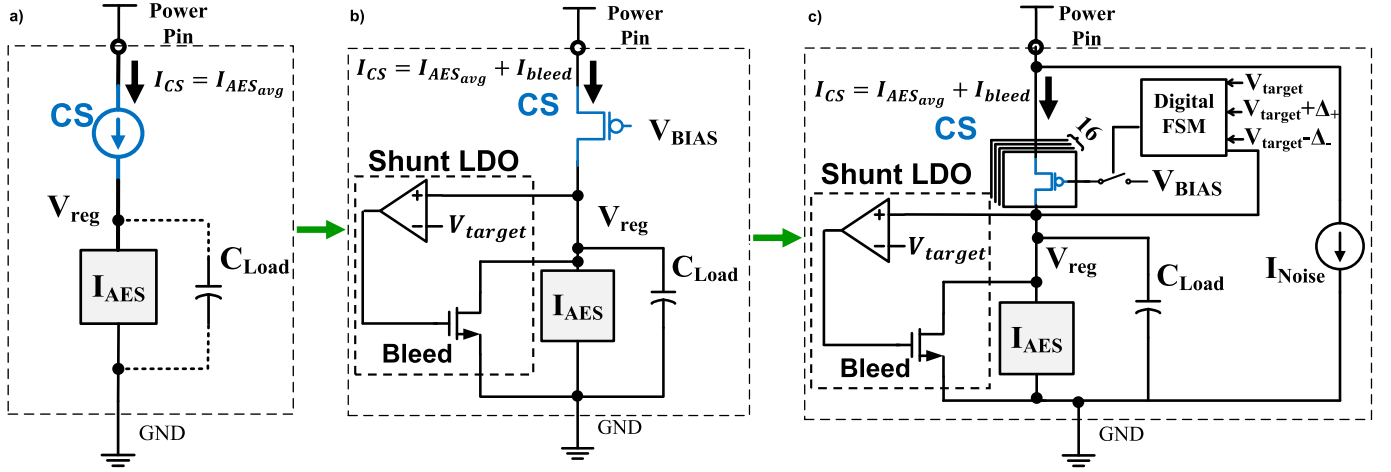 a)
Power
Pin
I_CS = I_AES_avg
CS
V_reg
I_AES
C_Load
GND
b)
Power
Pin
I_CS = I_AES_avg + I_bleed
CS
V_BIAS
Shunt LDO
+
−
V_target
V_reg
C_Load
I_AES
Bleed
GND
c)
Power
Pin
I_CS = I_AES_avg + I_bleed
CS
16
Digital
FSM
V_target
V_target+Δ_+
V_target-Δ_-
V_BIAS
Shunt LDO
+
−
V_target
V_reg
C_Load
I_Noise
I_AES
Bleed
GND